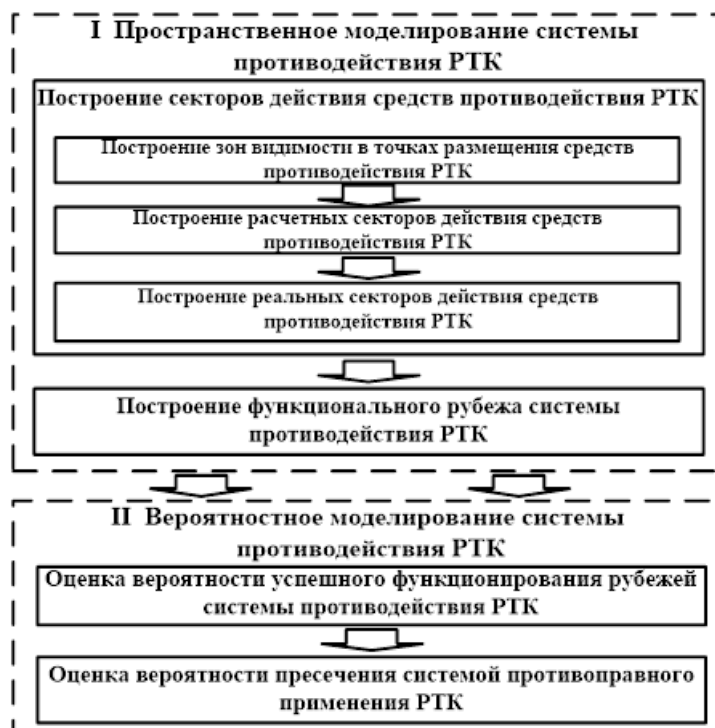 I Пространственное моделирование системы
противодействия РТК
Построение секторов действия средств противодействия РТК
Построение зон видимости в точках размещения средств
противодействия РТК
Построение расчетных секторов действия средств
противодействия РТК
Построение реальных секторов действия средств
противодействия РТК
Построение функционального рубежа системы
противодействия РТК
II Вероятностное моделирование системы
противодействия РТК
Оценка вероятности успешного функционирования рубежей
системы противодействия РТК
Оценка вероятности пресечения системой противоправного
применения РТК